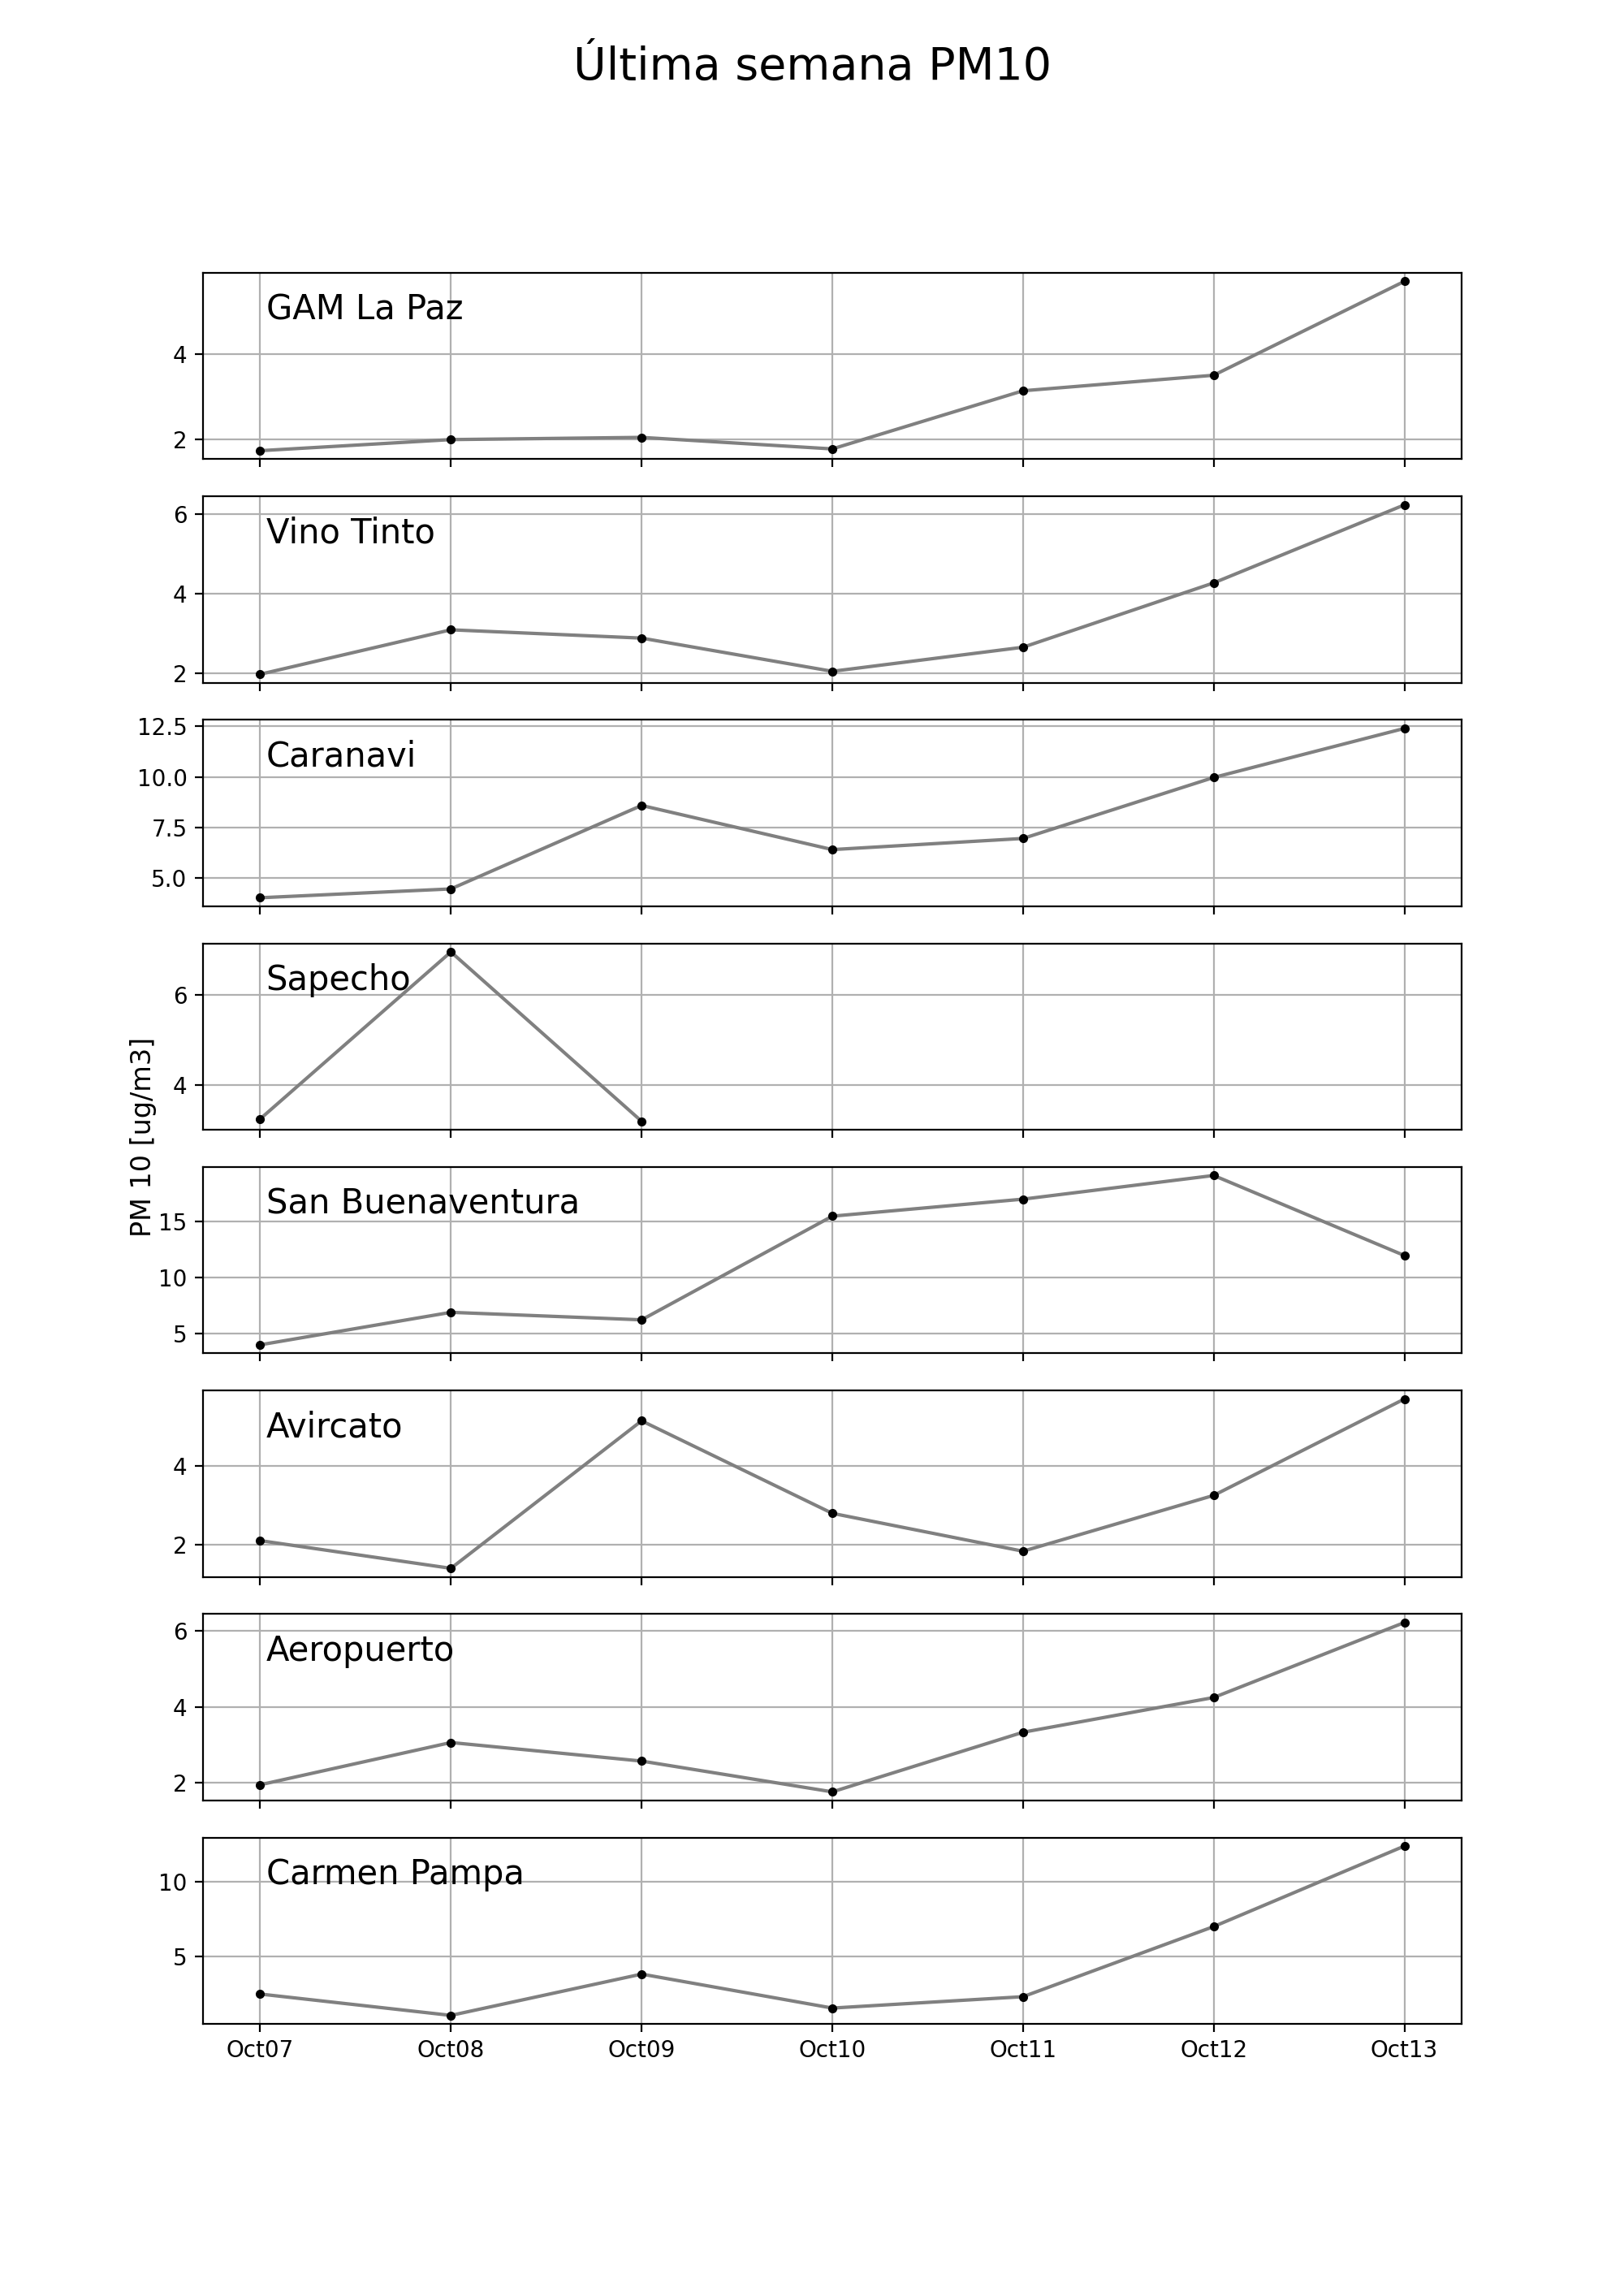 Última semana PM10
GAM La Paz
4
2
Vino Tinto
6
4
2
Caranavi
12.5
10.0
7.5
5.0
Sapecho
6
4
PM 10 [ug/m3]
San Buenaventura
15
10
5
Avircato
4
2
Aeropuerto
6
4
2
Carmen Pampa
10
5
Oct07 Oct08 Oct09 Oct10 Oct11 Oct12 Oct13